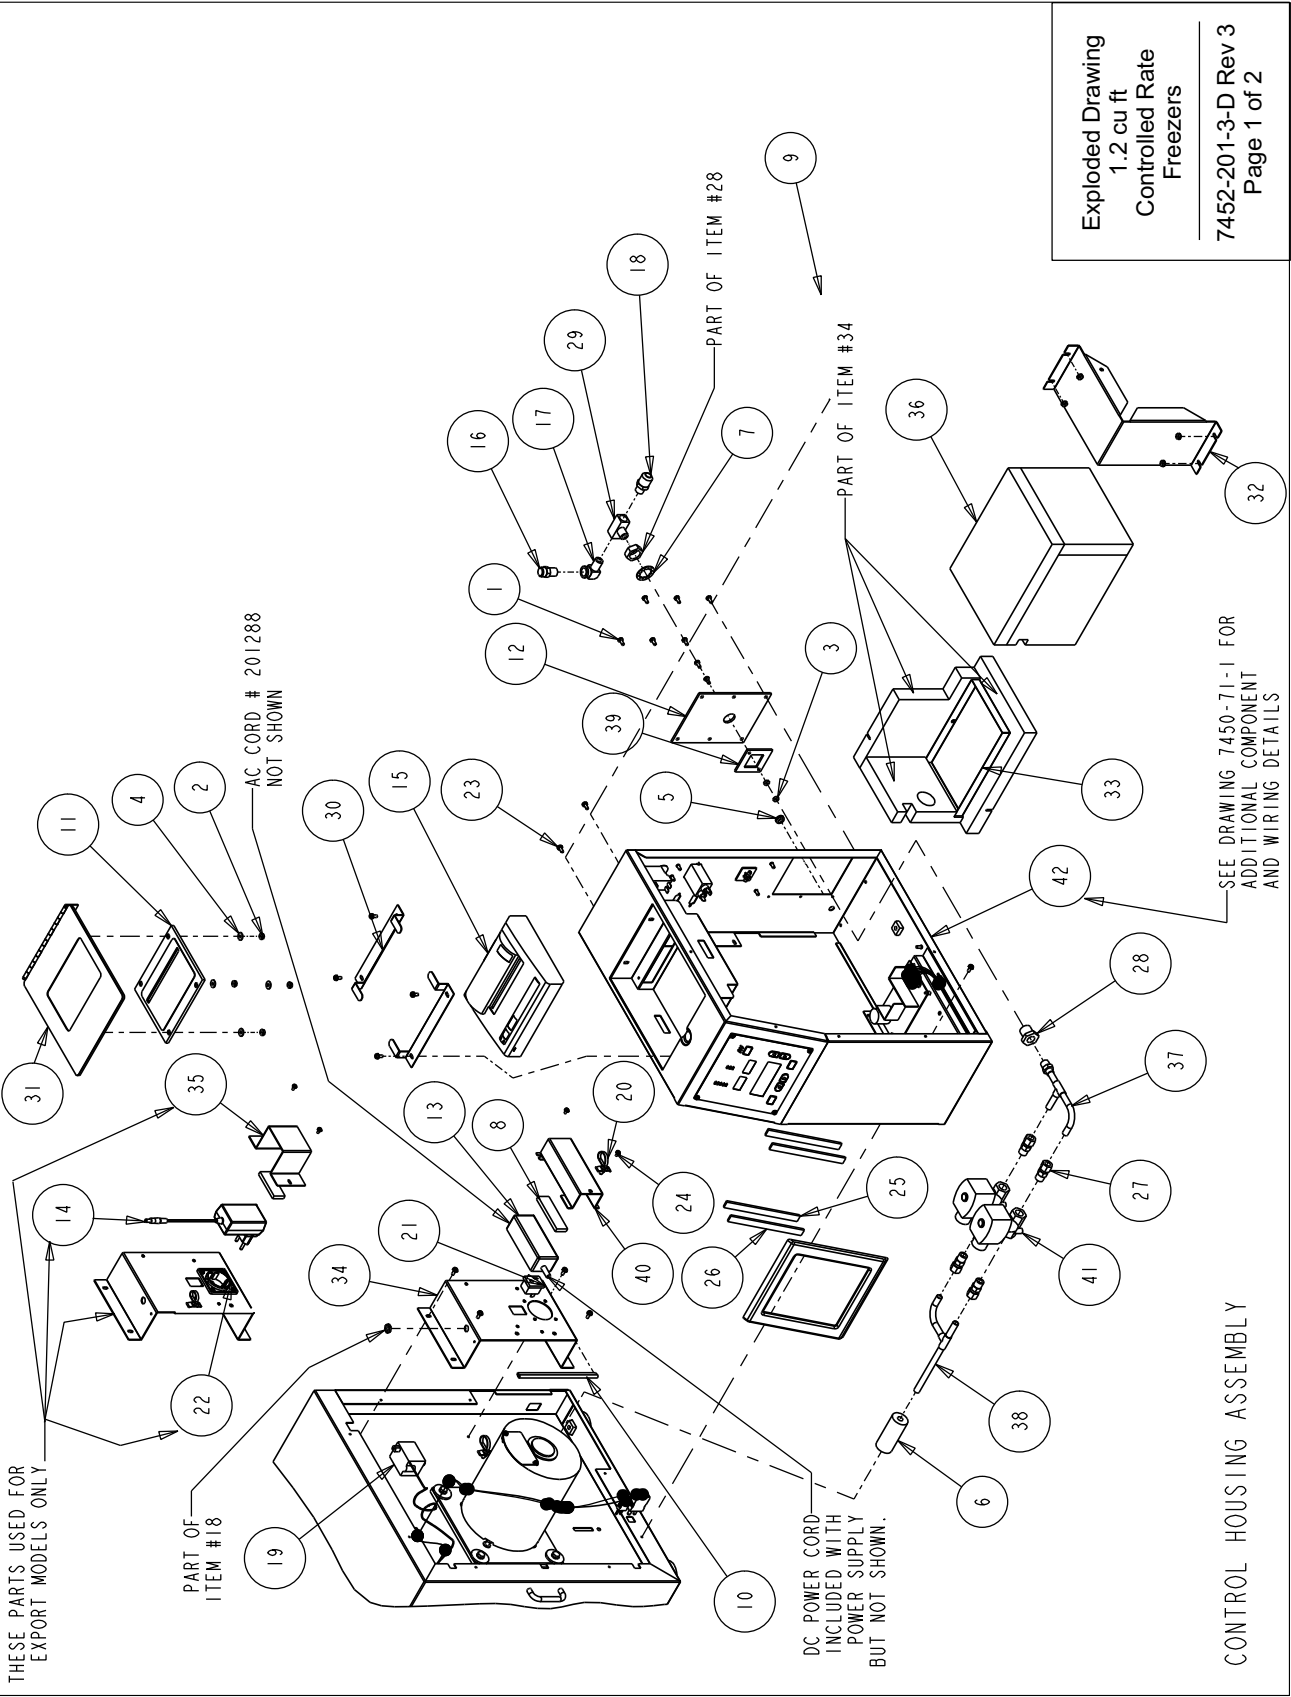 THESE PARTS USED FOR
EXPORT MODELS ONLY
31
11
4
2
AC CORD # 201288
NOT SHOWN
14
35
30
15
23
16
17
29
18
PART OF ITEM #28
9
1
12
39
7
PART OF ITEM #34
3
5
36
32
33
22
34
21
13
8
20
24
40
26
25
42
SEE DRAWING 7450-71-1 FOR
ADDITIONAL COMPONENT
AND WIRING DETAILS
28
37
27
41
38
6
PART OF
ITEM #18
19
10
DC POWER CORD
INCLUDED WITH
POWER SUPPLY
BUT NOT SHOWN.
CONTROL HOUSING ASSEMBLY
Exploded Drawing
1.2 cu ft
Controlled Rate
Freezers
7452-201-3-D Rev 3
Page 1 of 2